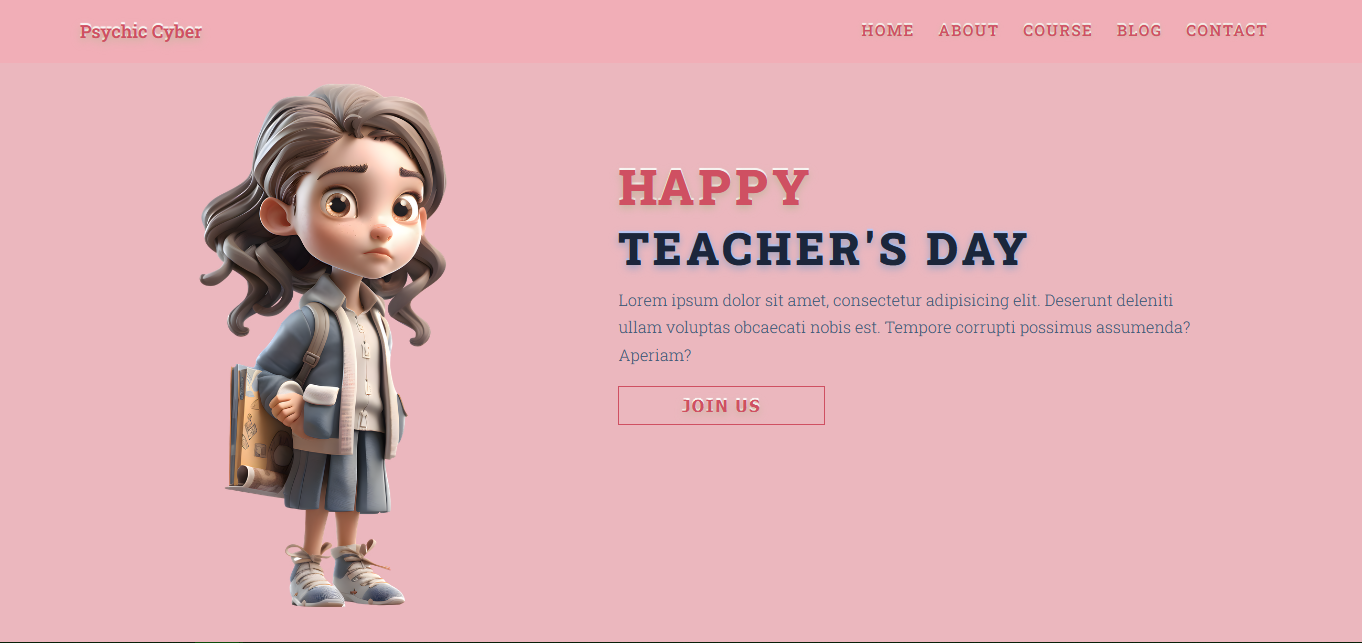 Psychic Cyber
HOME ABOUT COURSE BLOG CONTACT
HAPPY
TEACHER'S DAY
Lorem ipsum dolor sit amet, consectetur adipisicing elit. Deserunt deleniti
ullam voluptas obcaecati nobis est. Tempore corrupti possimus assumenda?
Aperiam?
JOIN US